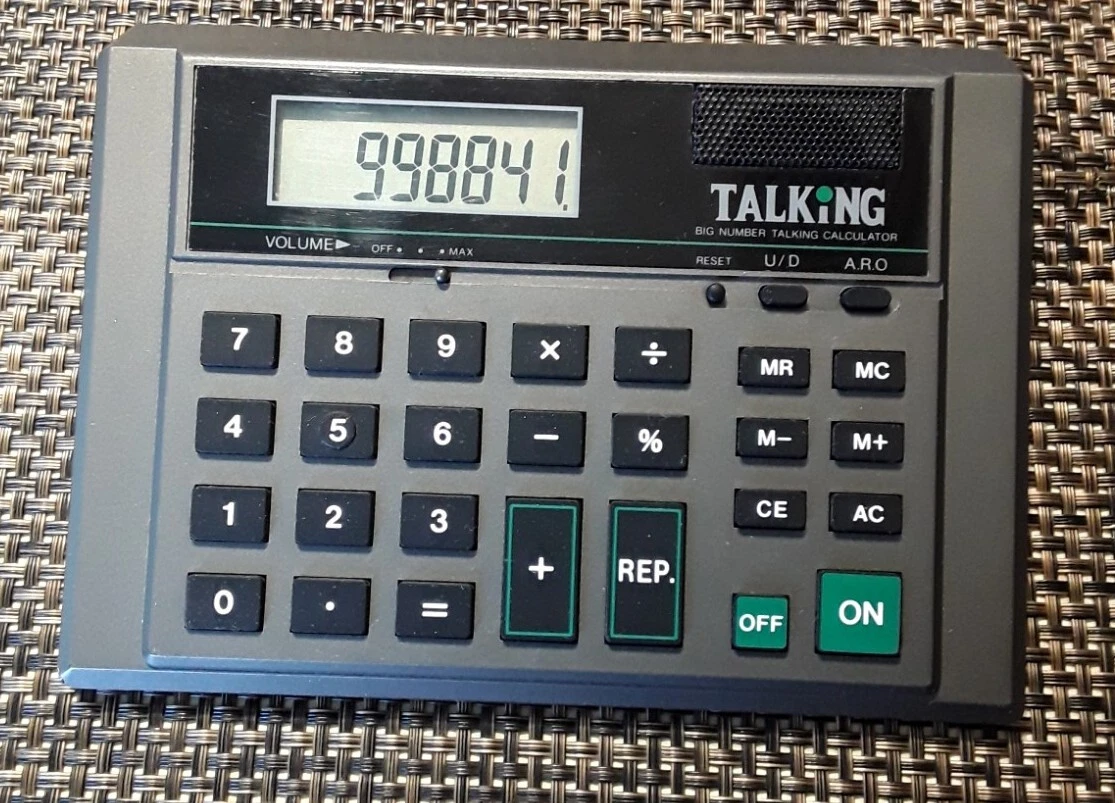 998841.
TALKiNG
BIG NUMBER TALKING CALCULATOR
VOLUME▶ OFF • • • MAX
RESET U/D A.R.O
7 8 9 × ÷ MR MC
4 5 6 − % M− M+
1 2 3 CE AC
+ REP.
0 . = OFF ON